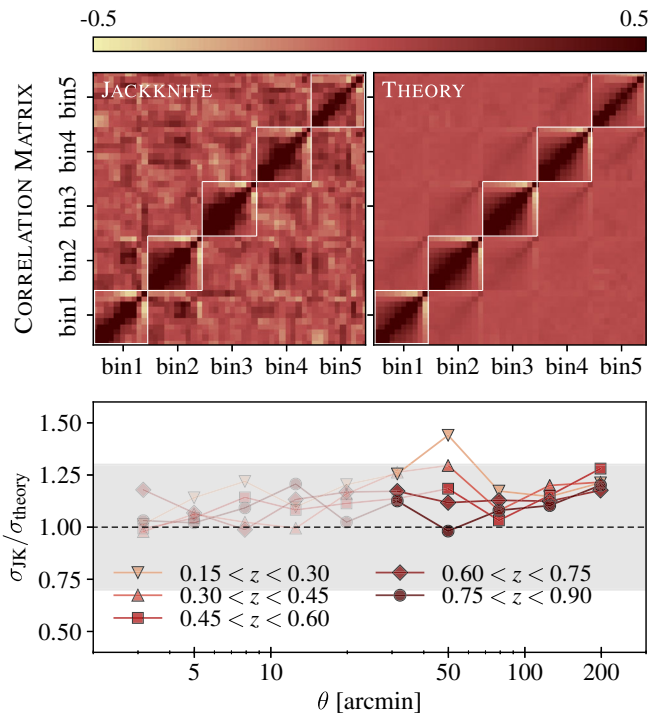 -0.5 0.5
JACKKNIFE THEORY
CORRELATION MATRIX
bin5
bin4
bin3
bin2
bin1
bin1 bin2 bin3 bin4 bin5 bin1 bin2 bin3 bin4 bin5
1.50
1.25
1.00
0.75
0.50
σJK/σtheory
0.15 < z < 0.30 0.60 < z < 0.75
0.30 < z < 0.45 0.75 < z < 0.90
0.45 < z < 0.60
5 10 50 100 200
θ [arcmin]